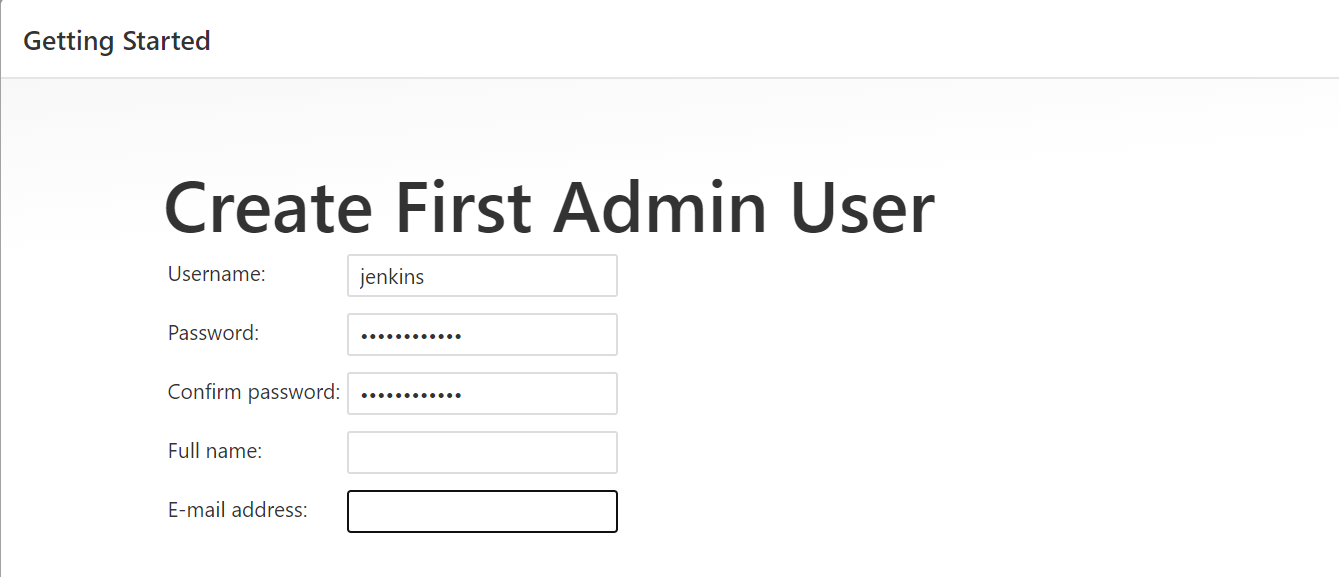 Getting Started
Create First Admin User
Username: jenkins
Password: ••••••••••••
Confirm password: ••••••••••••
Full name:
E-mail address: